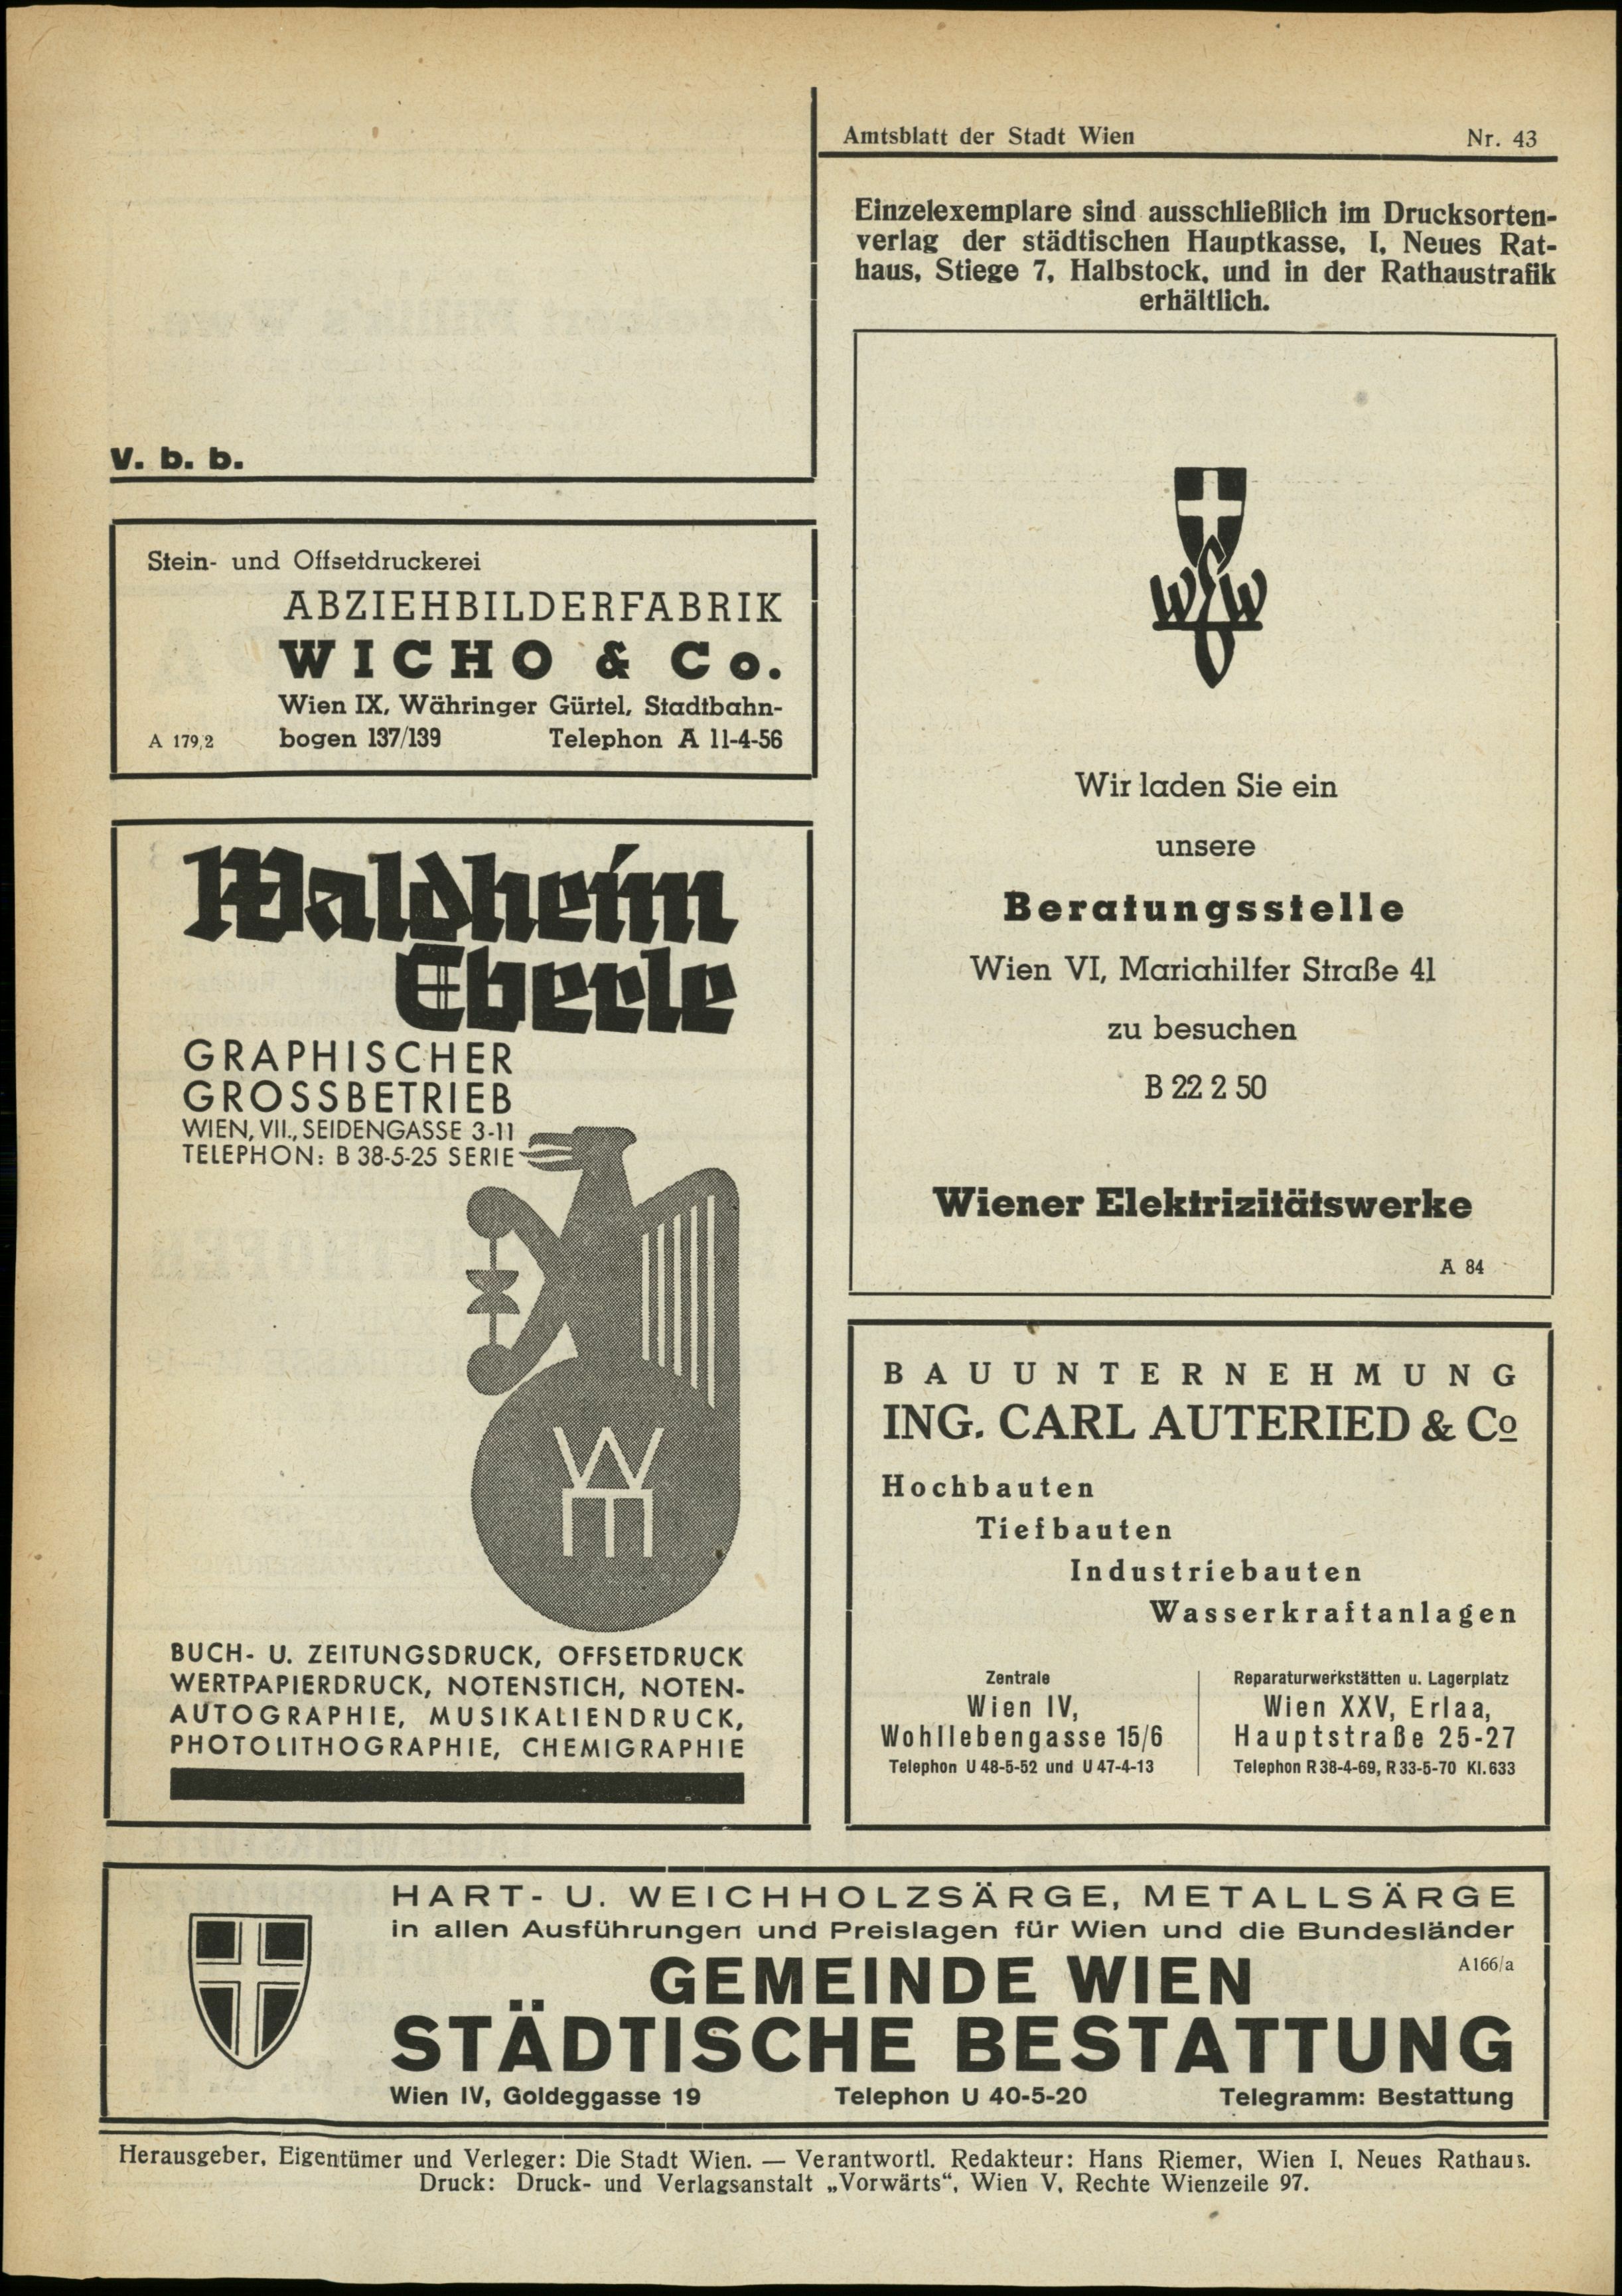 Amtsblatt der Stadt Wien Nr. 43
Einzelexemplare sind ausschließlich im Drucksorten-
verlag der städtischen Hauptkasse, I, Neues Rat-
haus, Stiege 7, Halbstock, und in der Rathaustrafik
erhältlich.
V. b. b.
Stein- und Offsetdruckerei
ABZIEHBILDERFABRIK
WICHO & Co.
Wien IX, Währinger Gürtel, Stadtbahn-
bogen 137/139 Telephon A 11-4-56
A 179/2
Waldheim
Eberle
GRAPHISCHER
GROSSBETRIEB
WIEN, VII., SEIDENGASSE 3-11
TELEPHON: B 38-5-25 SERIE
WE
BUCH- U. ZEITUNGSDRUCK, OFFSETDRUCK
WERTPAPIERDRUCK, NOTENSTICH, NOTEN-
AUTOGRAPHIE, MUSIKALIENDRUCK,
PHOTOLITHOGRAPHIE, CHEMIGRAPHIE
WEW
Wir laden Sie ein
unsere
Beratungsstelle
Wien VI, Mariahilfer Straße 41
zu besuchen
B 22 2 50
Wiener Elektrizitätswerke
A 84
BAUUNTERNEHMUNG
ING. CARL AUTERIED & Co
Hochbauten
Tiefbauten
Industriebauten
Wasserkraftanlagen
Zentrale
Wien IV,
Wohllebengasse 15/6
Telephon U 48-5-52 und U 47-4-13
Reparaturwerkstätten u. Lagerplatz
Wien XXV, Erlaa,
Hauptstraße 25-27
Telephon R 38-4-69, R 33-5-70 Kl. 633
HART- U. WEICHHOLZSÄRGE, METALLSÄRGE
in allen Ausführungen und Preislagen für Wien und die Bundesländer
GEMEINDE WIEN
A 166/a
STÄDTISCHE BESTATTUNG
Wien IV, Goldeggasse 19 Telephon U 40-5-20 Telegramm: Bestattung
Herausgeber, Eigentümer und Verleger: Die Stadt Wien. — Verantwortl. Redakteur: Hans Riemer, Wien I, Neues Rathaus.
Druck: Druck- und Verlagsanstalt „Vorwärts“, Wien V, Rechte Wienzeile 97.